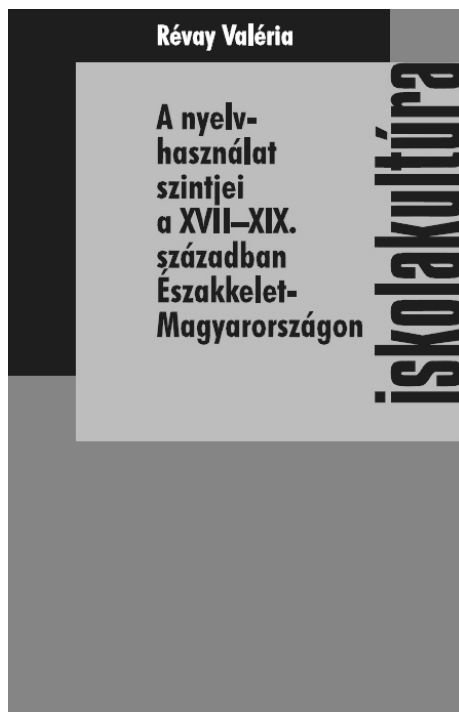 Révay Valéria
A nyelv-
használat
szintjei
a XVII–XIX.
században
Északkelet-
Magyarországon
iskolakultúra